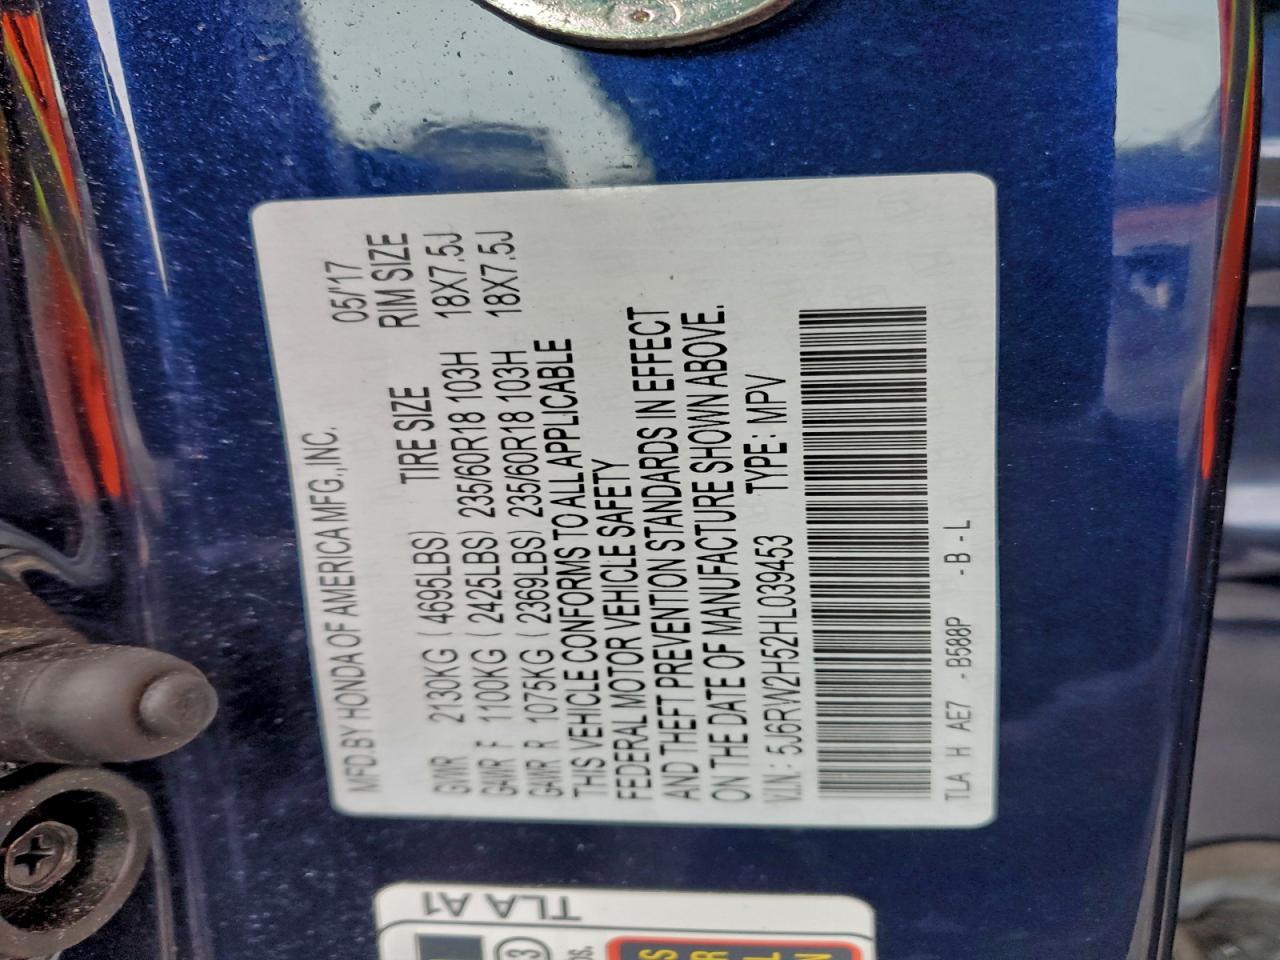 MFD.BY HONDA OF AMERICA MFG.,INC. 05/'17
TIRE SIZE RIM SIZE
GVWR 2130KG ( 4695LBS)
GAWR F 1100KG ( 2425LBS) 235/60R18 103H 18X7.5J
GAWR R 1075KG ( 2369LBS) 235/60R18 103H 18X7.5J
THIS VEHICLE CONFORMS TO ALL APPLICABLE
FEDERAL MOTOR VEHICLE SAFETY
AND THEFT PREVENTION STANDARDS IN EFFECT
ON THE DATE OF MANUFACTURE SHOWN ABOVE.
V.I.N.: 5J6RW2H52HL039453 TYPE: MPV
TLA H AE7 - B588P - B - L
TLA A1